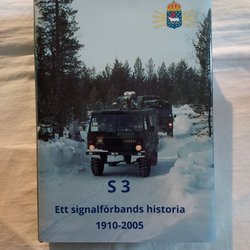 S 3
Ett signalförbands historia
1910-2005